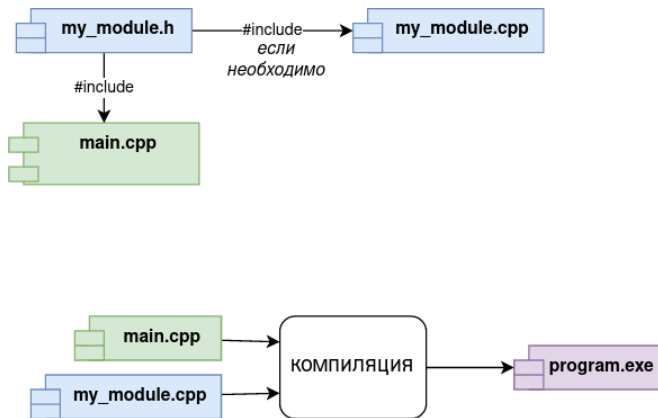 my_module.h
#include
если
необходимо
my_module.cpp
#include
main.cpp
main.cpp
my_module.cpp
компиляция
program.exe